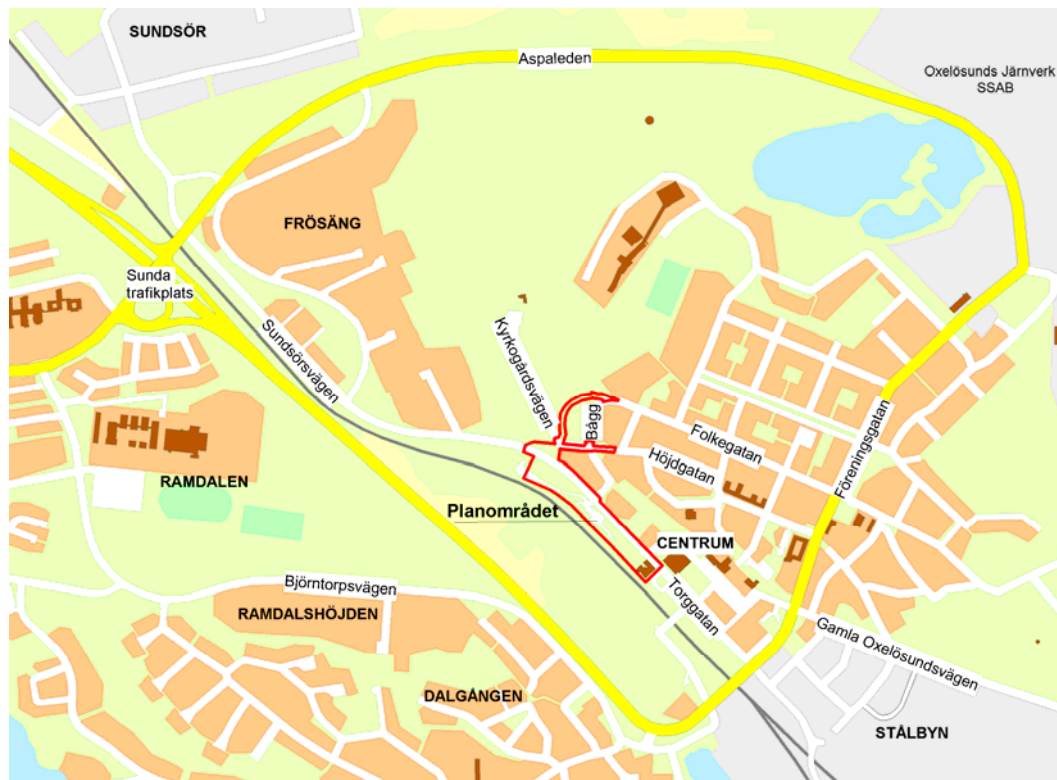 SUNDSÖR
Aspaleden
Oxelösunds Järnverk
SSAB
FRÖSÄNG
Sunda
trafikplats
Sundsörsvägen
Kyrkogårdsvägen
Bågg
Folkegatan
Höjdgatan
Föreningsgatan
RAMDALEN
Planområdet
CENTRUM
Björntorpsvägen
RAMDALSHÖJDEN
Torggatan
Gamla Oxelösundsvägen
DALGÅNGEN
STÅLBYN